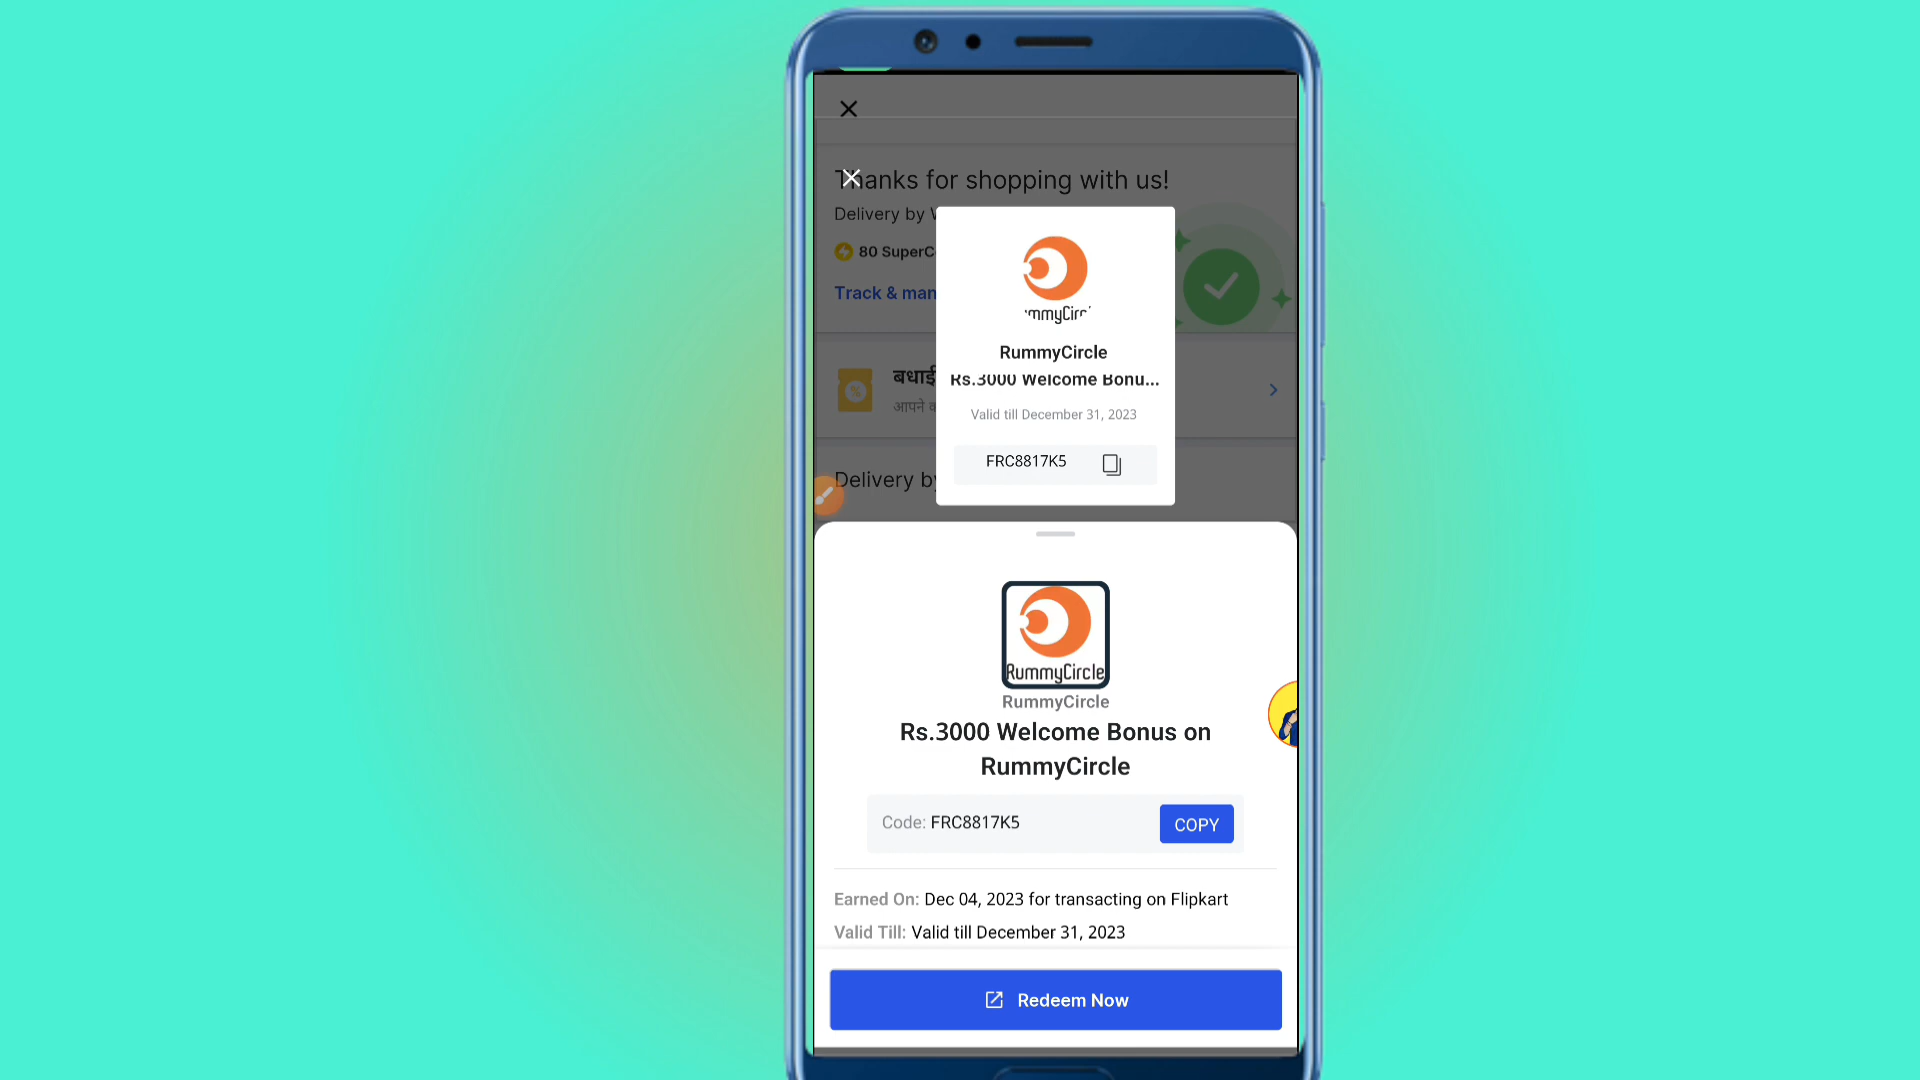 Thanks for shopping with us!
Delivery by
80 SuperC
Track & man
बधाई
आपने
RummyCircle
Rs.3000 Welcome Bonu...
Valid till December 31, 2023
FRC8817K5
Delivery by
RummyCircle
RummyCircle
Rs.3000 Welcome Bonus on
RummyCircle
Code: FRC8817K5
COPY
Earned On: Dec 04, 2023 for transacting on Flipkart
Valid Till: Valid till December 31, 2023
Redeem Now